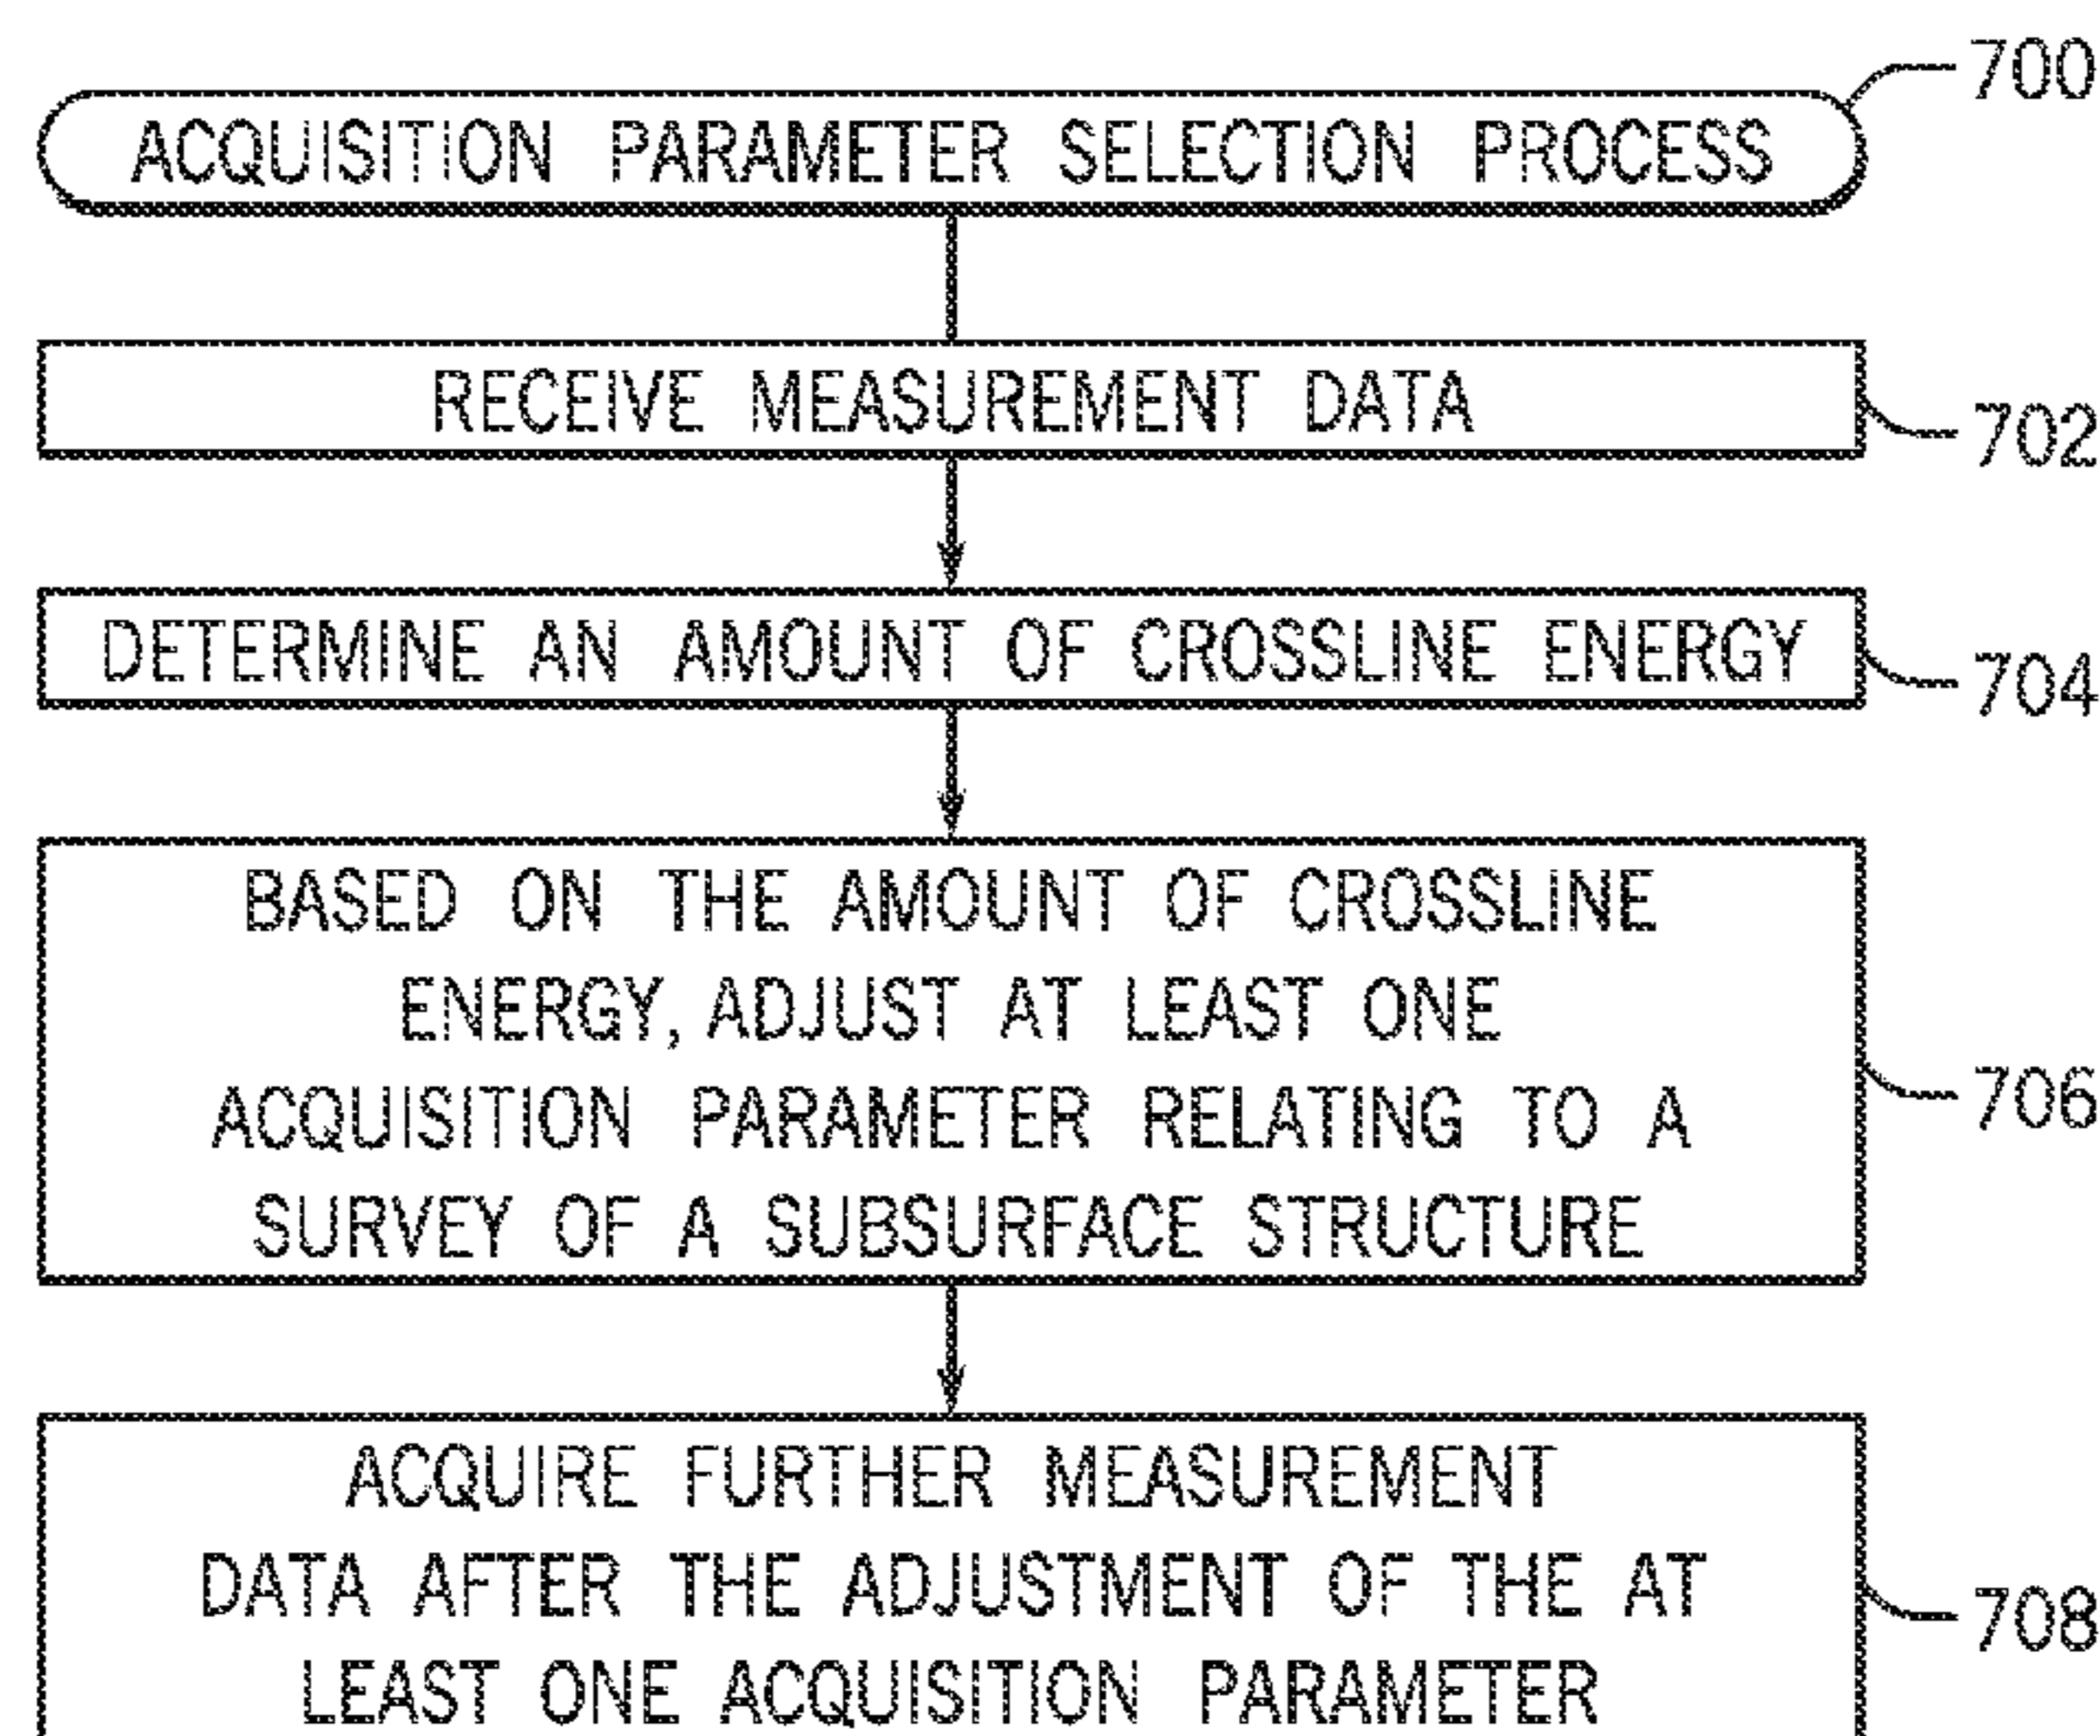 700
ACQUISITION PARAMETER SELECTION PROCESS
RECEIVE MEASUREMENT DATA
702
DETERMINE AN AMOUNT OF CROSSLINE ENERGY
704
BASED ON THE AMOUNT OF CROSSLINE
ENERGY, ADJUST AT LEAST ONE
ACQUISITION PARAMETER RELATING TO A
SURVEY OF A SUBSURFACE STRUCTURE
706
ACQUIRE FURTHER MEASUREMENT
DATA AFTER THE ADJUSTMENT OF THE AT
LEAST ONE ACQUISITION PARAMETER
708